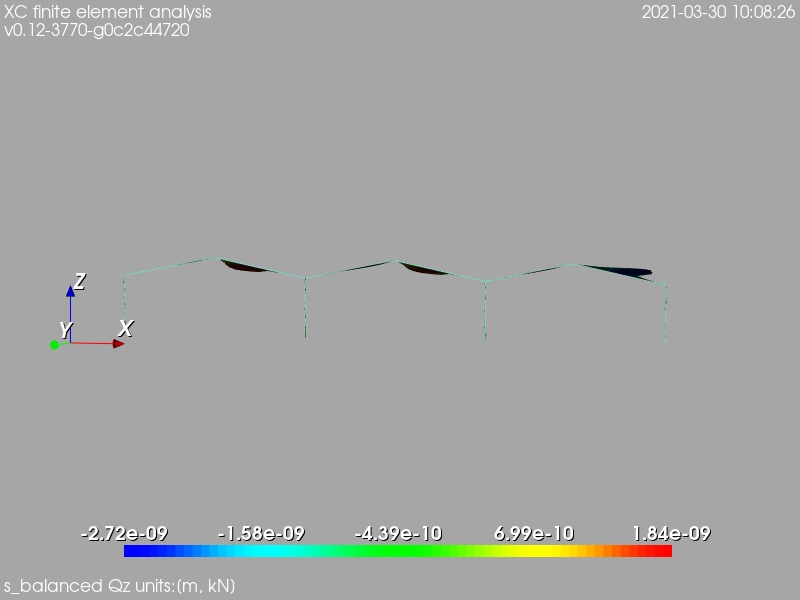 XC finite element analysis
v0.12-3770-g0c2c44720
2021-03-30 10:08:26
Z
Y
X
-2.72e-09 -1.58e-09 -4.39e-10 6.99e-10 1.84e-09
s_balanced Qz units:[m, kN]